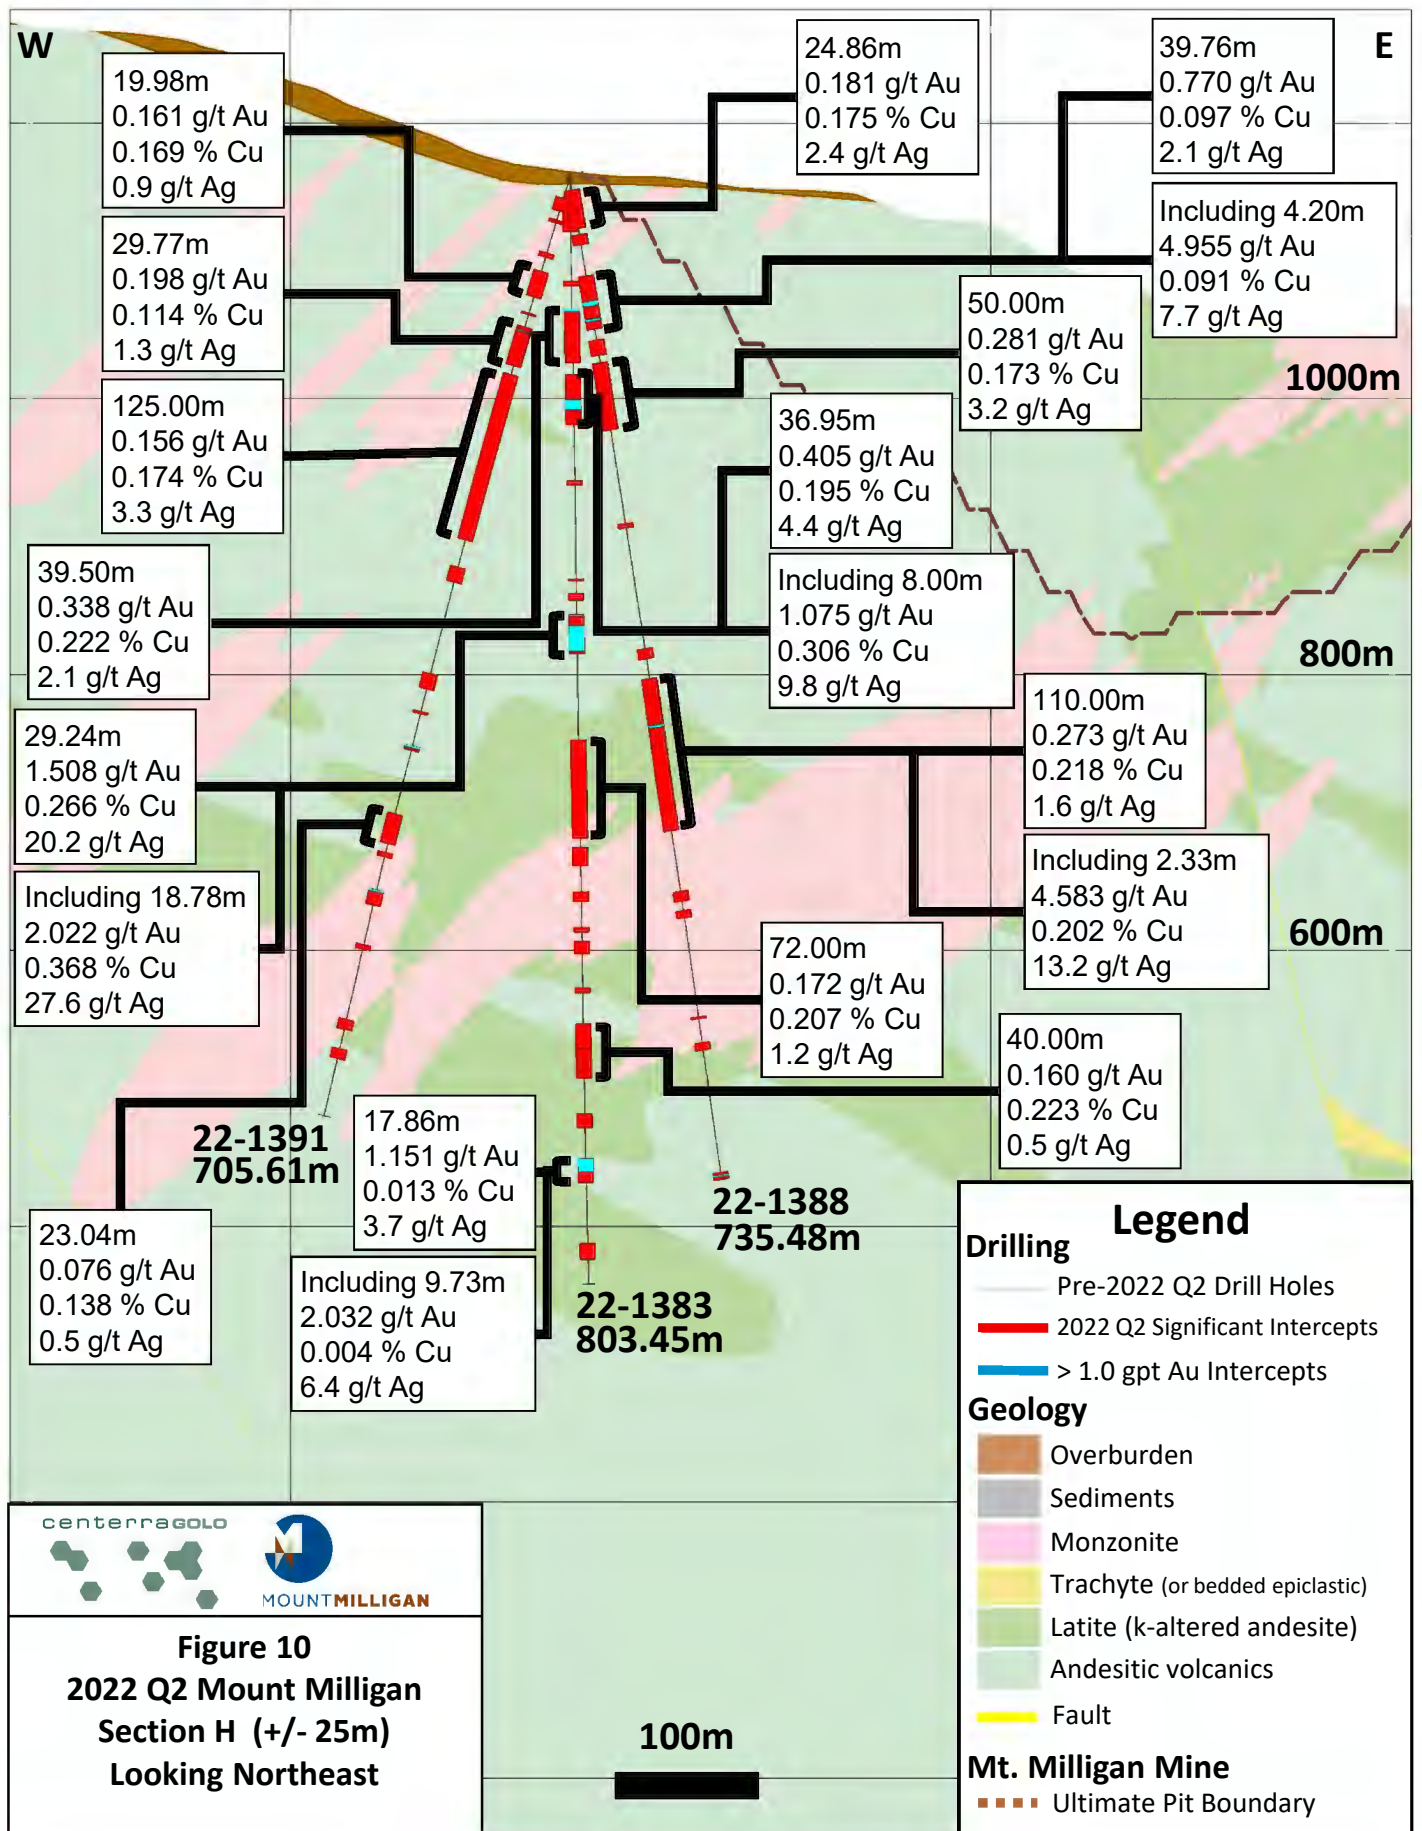 W
E
19.98m
0.161 g/t Au
0.169 % Cu
0.9 g/t Ag
24.86m
0.181 g/t Au
0.175 % Cu
2.4 g/t Ag
39.76m
0.770 g/t Au
0.097 % Cu
2.1 g/t Ag
Including 4.20m
4.955 g/t Au
0.091 % Cu
7.7 g/t Ag
29.77m
0.198 g/t Au
0.114 % Cu
1.3 g/t Ag
50.00m
0.281 g/t Au
0.173 % Cu
3.2 g/t Ag
1000m
125.00m
0.156 g/t Au
0.174 % Cu
3.3 g/t Ag
36.95m
0.405 g/t Au
0.195 % Cu
4.4 g/t Ag
39.50m
0.338 g/t Au
0.222 % Cu
2.1 g/t Ag
Including 8.00m
1.075 g/t Au
0.306 % Cu
9.8 g/t Ag
800m
29.24m
1.508 g/t Au
0.266 % Cu
20.2 g/t Ag
110.00m
0.273 g/t Au
0.218 % Cu
1.6 g/t Ag
Including 18.78m
2.022 g/t Au
0.368 % Cu
27.6 g/t Ag
Including 2.33m
4.583 g/t Au
0.202 % Cu
13.2 g/t Ag
600m
72.00m
0.172 g/t Au
0.207 % Cu
1.2 g/t Ag
40.00m
0.160 g/t Au
0.223 % Cu
0.5 g/t Ag
22-1391
705.61m
17.86m
1.151 g/t Au
0.013 % Cu
3.7 g/t Ag
22-1388
735.48m
23.04m
0.076 g/t Au
0.138 % Cu
0.5 g/t Ag
Including 9.73m
2.032 g/t Au
0.004 % Cu
6.4 g/t Ag
22-1383
803.45m
Legend
Drilling
Pre-2022 Q2 Drill Holes
2022 Q2 Significant Intercepts
> 1.0 gpt Au Intercepts
Geology
Overburden
Sediments
Monzonite
Trachyte (or bedded epiclastic)
Latite (k-altered andesite)
Andesitic volcanics
Fault
Mt. Milligan Mine
Ultimate Pit Boundary
centerraGOLD
M
MOUNTMILLIGAN
Figure 10
2022 Q2 Mount Milligan
Section H (+/- 25m)
Looking Northeast
100m